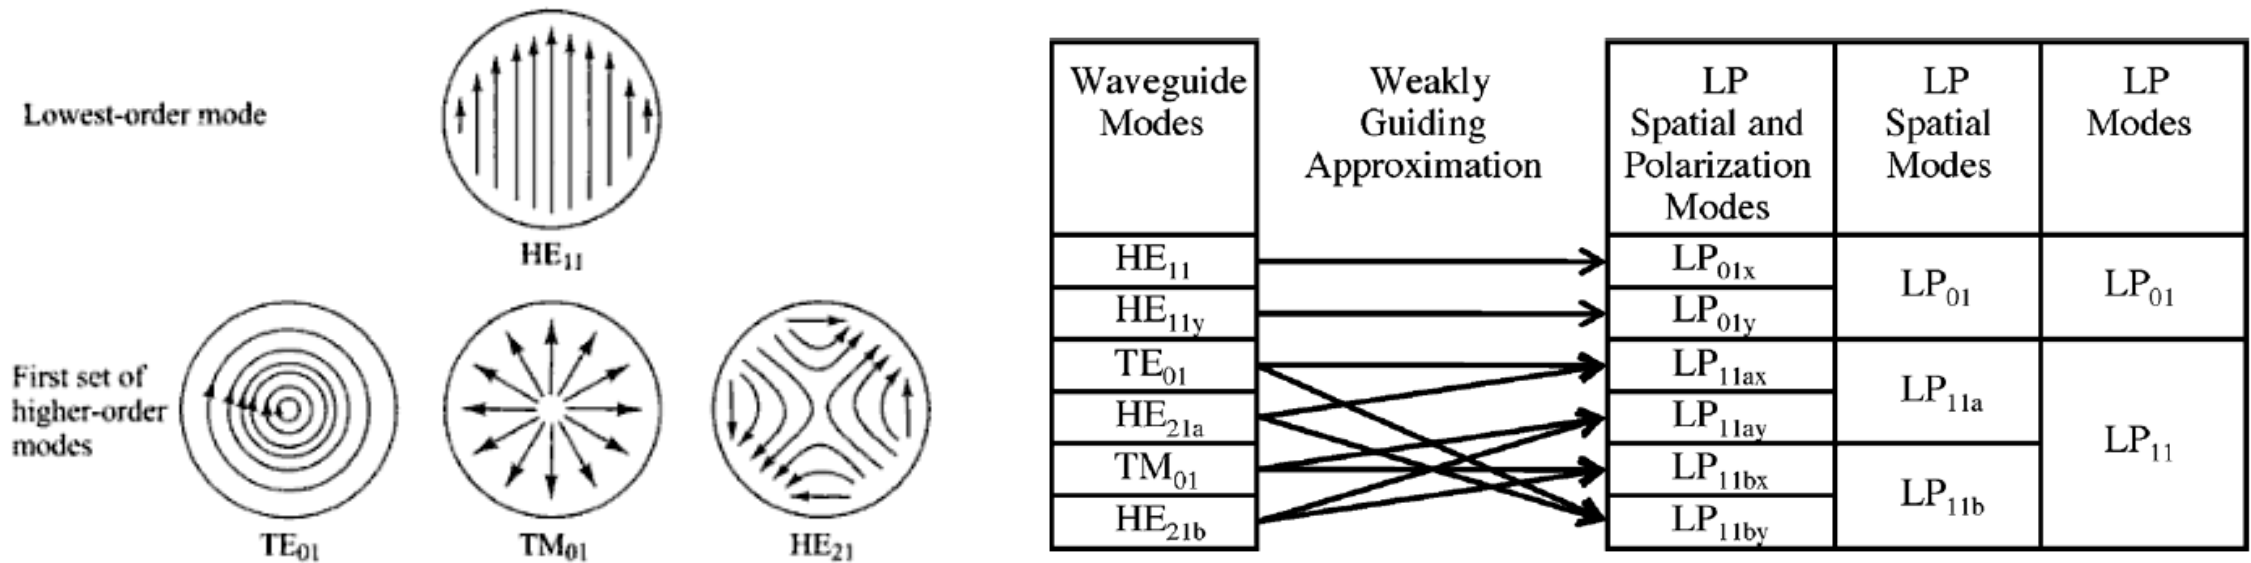 Lowest-order mode
HE₁₁
First set of
higher-order
modes
TE₀₁
TM₀₁
HE₂₁
Waveguide
Modes
Weakly
Guiding
Approximation
LP
Spatial and
Polarization
Modes
LP
Spatial
Modes
LP
Modes
HE₁₁
HE₁₁y
TE₀₁
HE₂₁a
TM₀₁
HE₂₁b
LP₀₁x
LP₀₁y
LP₁₁ax
LP₁₁ay
LP₁₁bx
LP₁₁by
LP₀₁
LP₁₁a
LP₁₁b
LP₀₁
LP₁₁